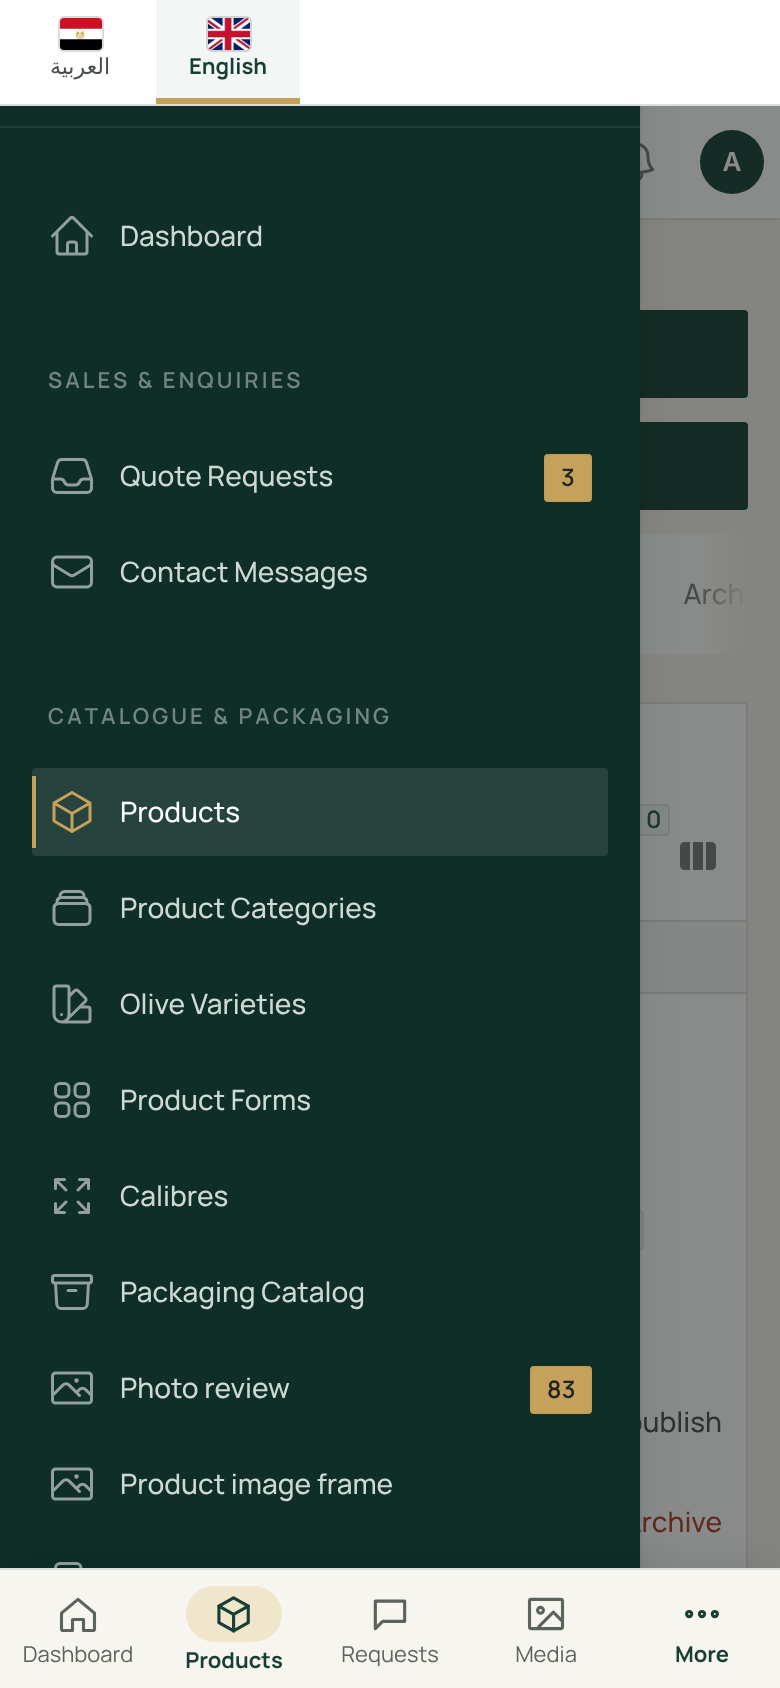 العربية
English
A
Dashboard
SALES & ENQUIRIES
Quote Requests
3
Contact Messages
Arch
CATALOGUE & PACKAGING
Products
0
Product Categories
Olive Varieties
Product Forms
Calibres
Packaging Catalog
Photo review
83
ublish
Product image frame
rchive
Dashboard
Products
Requests
Media
More